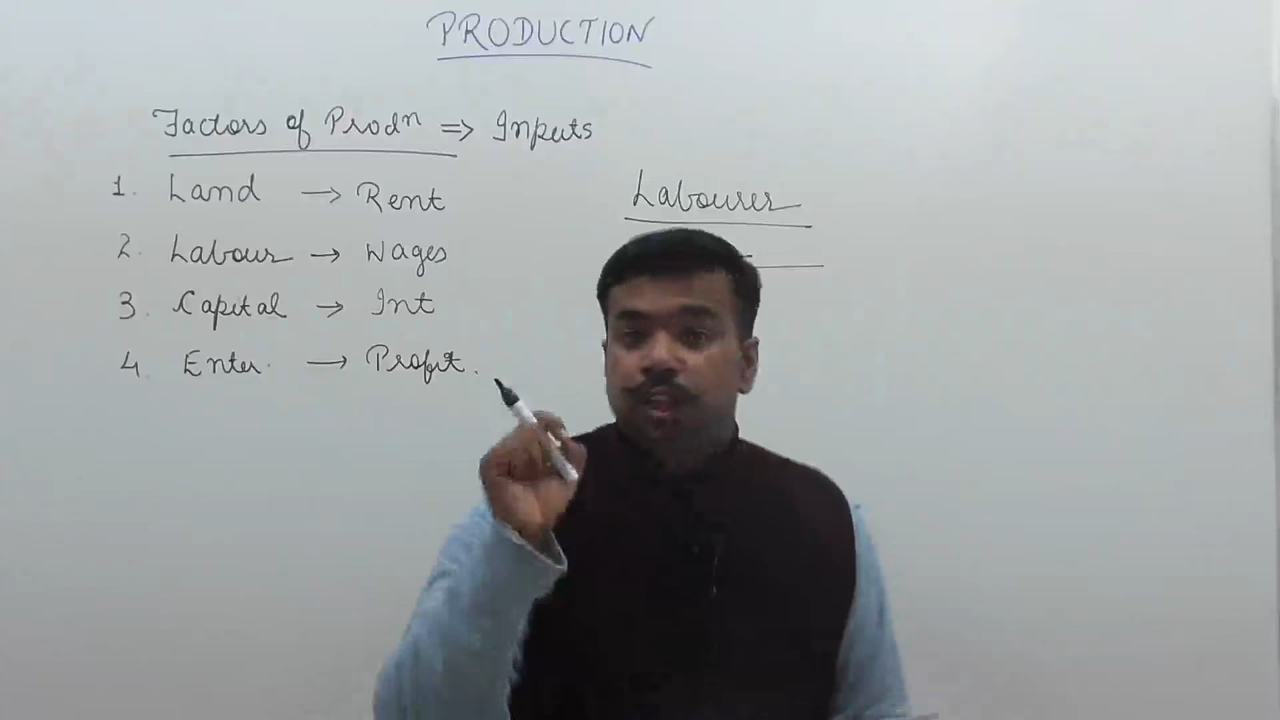 PRODUCTION
Factors of Prodn => Inputs
1. Land → Rent
2. Labour → Wages
3. Capital → Int
4. Enter. → Profit.
Labourer